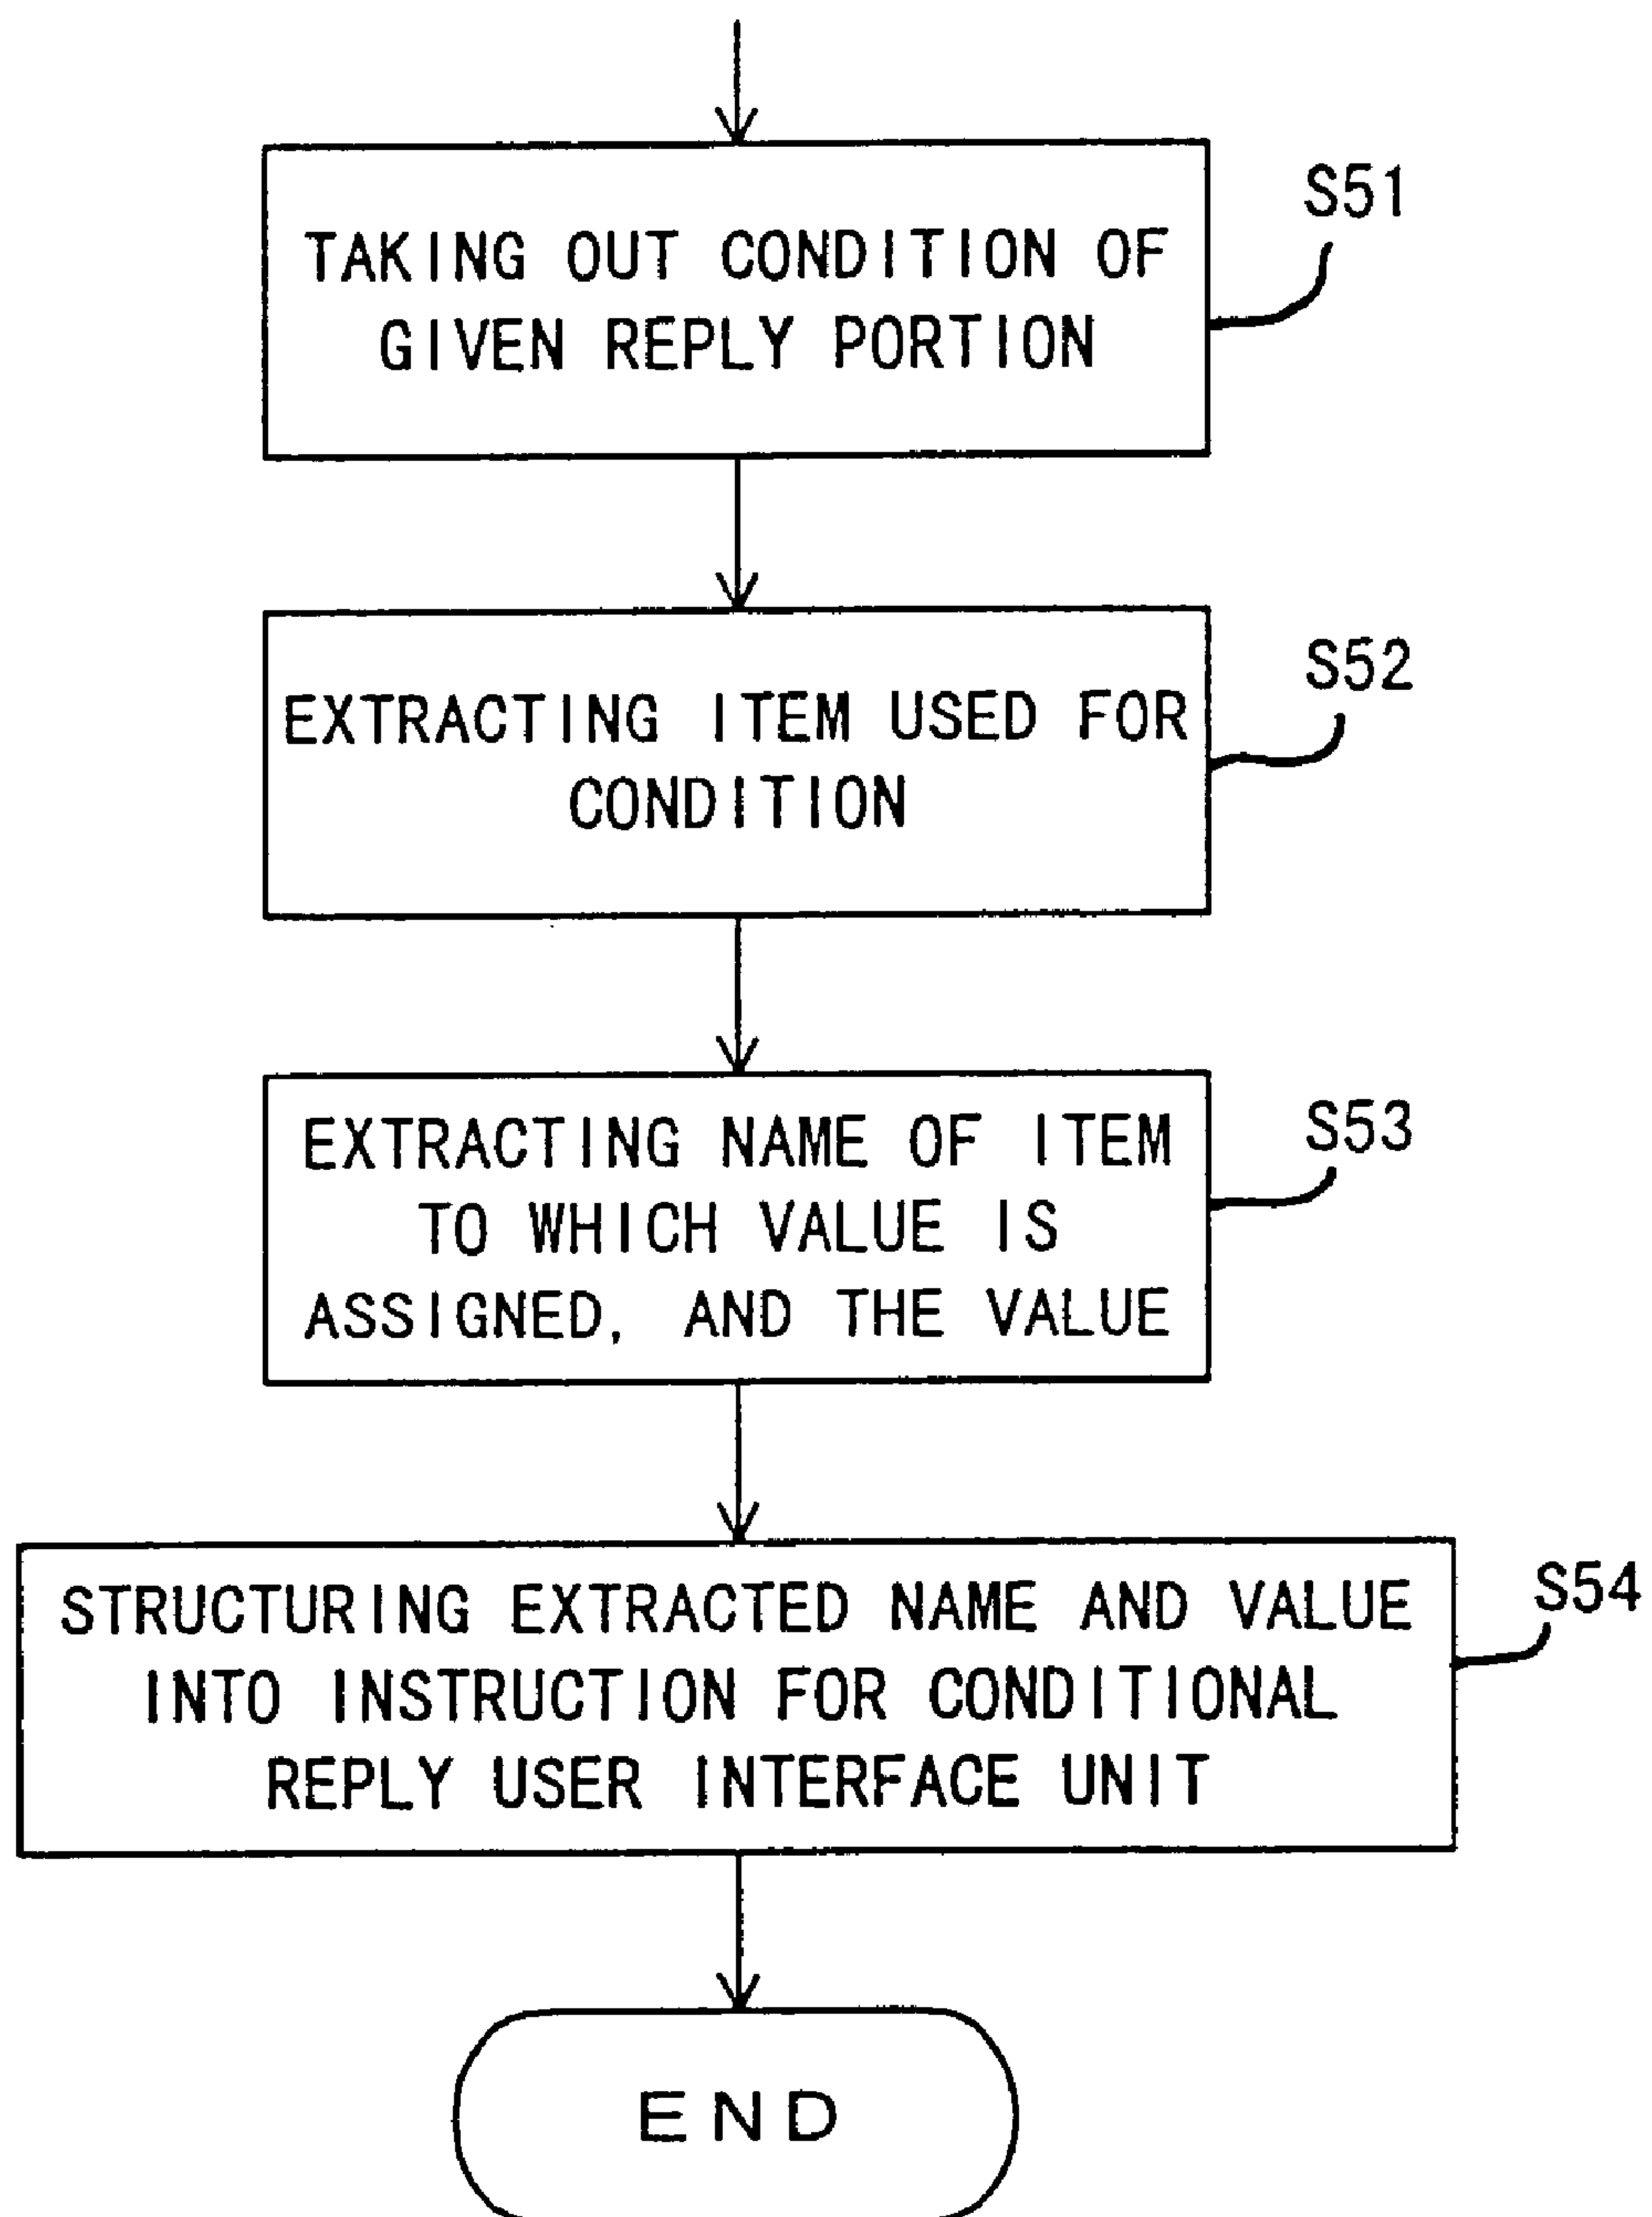 S51
TAKING OUT CONDITION OF
GIVEN REPLY PORTION
S52
EXTRACTING ITEM USED FOR
CONDITION
S53
EXTRACTING NAME OF ITEM
TO WHICH VALUE IS
ASSIGNED, AND THE VALUE
S54
STRUCTURING EXTRACTED NAME AND VALUE
INTO INSTRUCTION FOR CONDITIONAL
REPLY USER INTERFACE UNIT
END